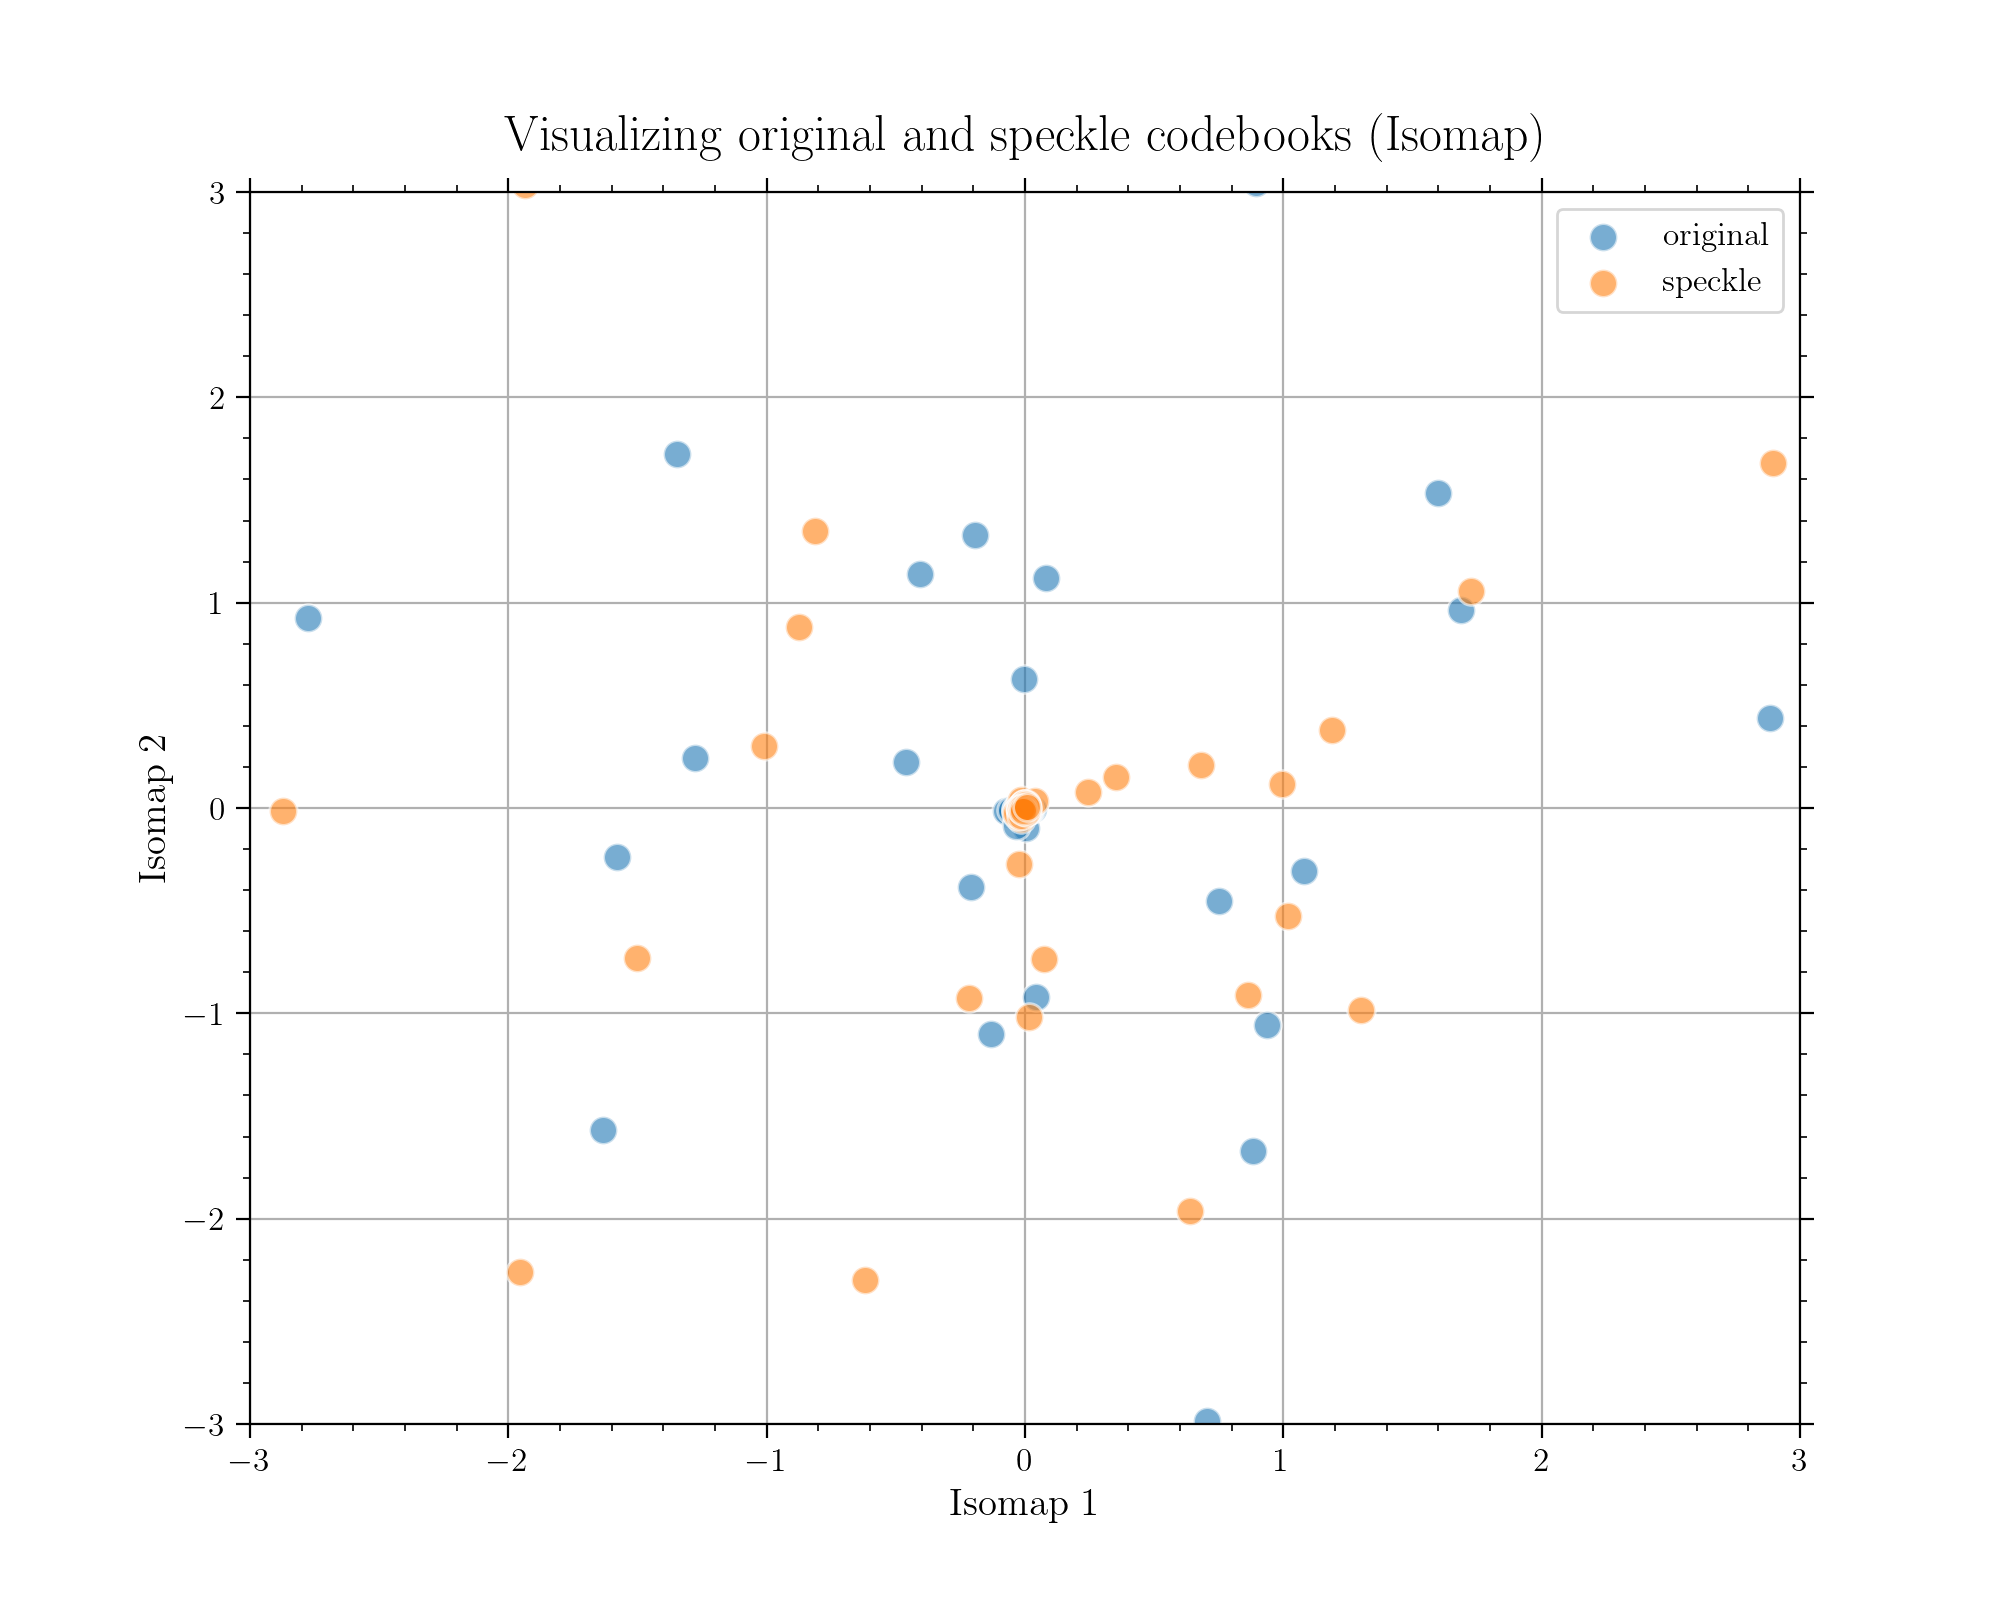 Visualizing original and speckle codebooks (Isomap)
original
speckle
3
2
1
0
−1
−2
−3
Isomap 2
−3
−2
−1
0
1
2
3
Isomap 1